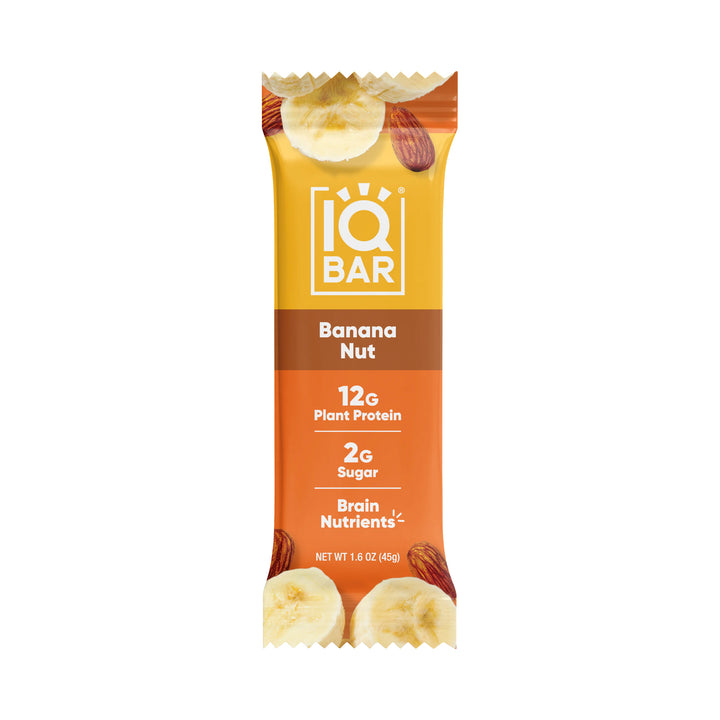 IQ
BAR
®
Banana
Nut
12G
Plant Protein
2G
Sugar
Brain
Nutrients
NET WT 1.6 OZ (45g)